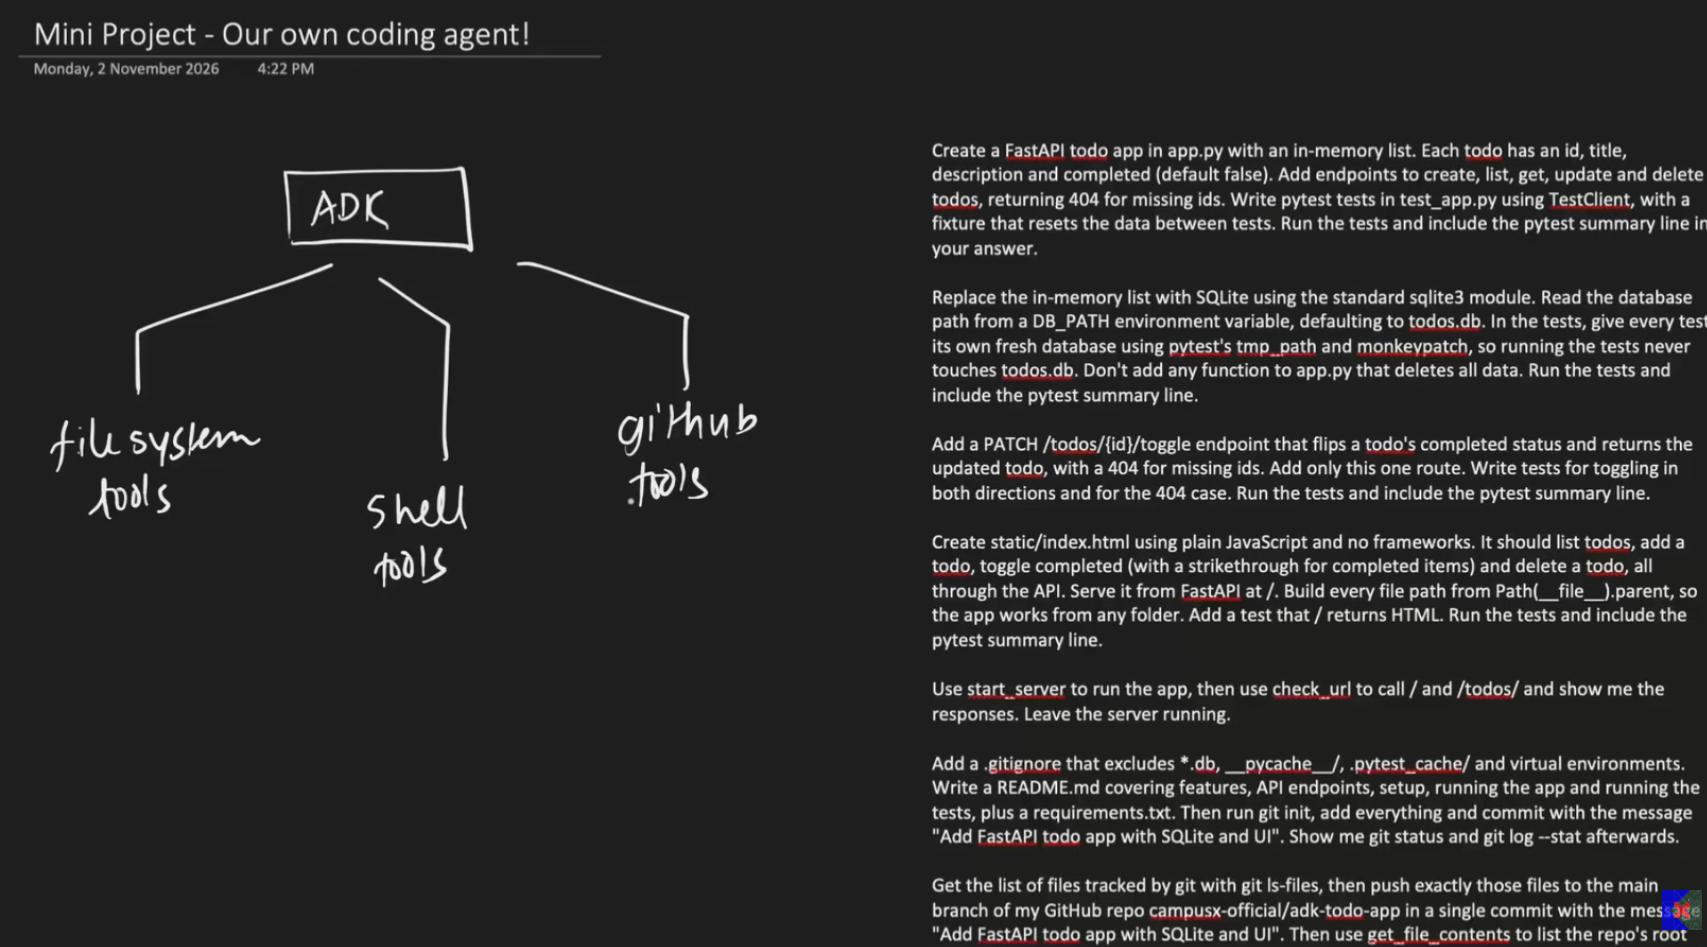 Mini Project - Our own coding agent!
Monday, 2 November 2026 4:22 PM
ADK
file system
tools
shell
tools
github
tools
Create a FastAPI todo app in app.py with an in-memory list. Each todo has an id, title,
description and completed (default false). Add endpoints to create, list, get, update and delete
todos, returning 404 for missing ids. Write pytest tests in test_app.py using TestClient, with a
fixture that resets the data between tests. Run the tests and include the pytest summary line in
your answer.
Replace the in-memory list with SQLite using the standard sqlite3 module. Read the database
path from a DB_PATH environment variable, defaulting to todos.db. In the tests, give every test
its own fresh database using pytest's tmp_path and monkeypatch, so running the tests never
touches todos.db. Don't add any function to app.py that deletes all data. Run the tests and
include the pytest summary line.
Add a PATCH /todos/{id}/toggle endpoint that flips a todo's completed status and returns the
updated todo, with a 404 for missing ids. Add only this one route. Write tests for toggling in
both directions and for the 404 case. Run the tests and include the pytest summary line.
Create static/index.html using plain JavaScript and no frameworks. It should list todos, add a
todo, toggle completed (with a strikethrough for completed items) and delete a todo, all
through the API. Serve it from FastAPI at /. Build every file path from Path(__file__).parent, so
the app works from any folder. Add a test that / returns HTML. Run the tests and include the
pytest summary line.
Use start_server to run the app, then use check_url to call / and /todos/ and show me the
responses. Leave the server running.
Add a .gitignore that excludes *.db, __pycache__/, .pytest_cache/ and virtual environments.
Write a README.md covering features, API endpoints, setup, running the app and running the
tests, plus a requirements.txt. Then run git init, add everything and commit with the message
"Add FastAPI todo app with SQLite and UI". Show me git status and git log --stat afterwards.
Get the list of files tracked by git with git ls-files, then push exactly those files to the main
branch of my GitHub repo campusx-official/adk-todo-app in a single commit with the message
"Add FastAPI todo app with SQLite and UI". Then use get_file_contents to list the repo's root